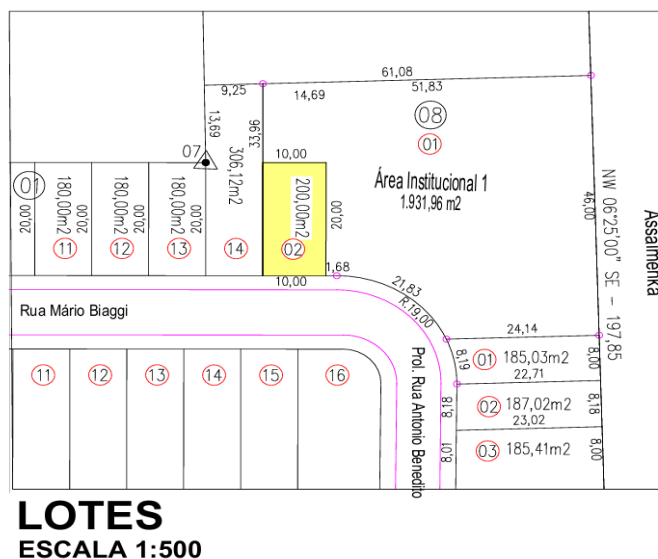 61,08
9,25
14,69
51,83
08
01
13,69
33,96
07
306,12m2
10,00
Área Institucional 1
1.931,96 m2
46,00
NW 06°25'00" SE - 197,85
Assaimenka
01
20,00
180,00m2
20,00
180,00m2
20,00
180,00m2
20,00
200,00m2
20,00
11
12
13
14
02
10,00
1,68
21,83
R.19,00
Rua Mário Biaggi
24,14
8,19
01 185,03m2
8,00
22,71
11
12
13
14
15
16
Prol. Rua Antonio Benedito
8,18
02 187,02m2
8,18
23,02
8,01
03 185,41m2
8,00
LOTES
ESCALA 1:500